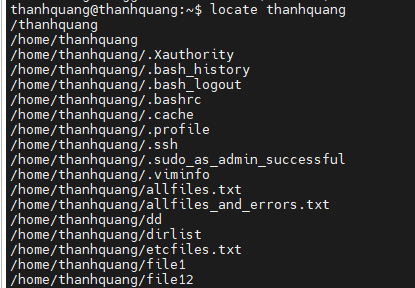 thanhquang@thanhquang:~$ locate thanhquang
/thanhquang
/home/thanhquang
/home/thanhquang/.Xauthority
/home/thanhquang/.bash_history
/home/thanhquang/.bash_logout
/home/thanhquang/.bashrc
/home/thanhquang/.cache
/home/thanhquang/.profile
/home/thanhquang/.ssh
/home/thanhquang/.sudo_as_admin_successful
/home/thanhquang/.viminfo
/home/thanhquang/allfiles.txt
/home/thanhquang/allfiles_and_errors.txt
/home/thanhquang/dd
/home/thanhquang/dirlist
/home/thanhquang/etcfiles.txt
/home/thanhquang/file1
/home/thanhquang/file12